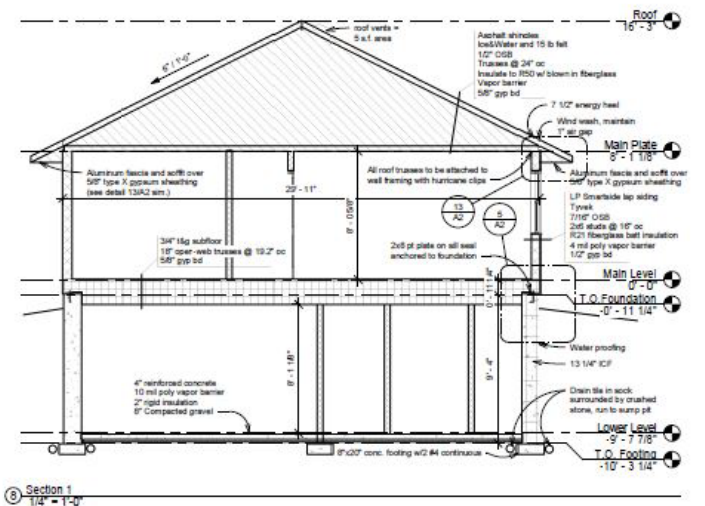 Roof
16' - 3"
roof vents =
5 s.f. area
6" / 1'-0"
Asphalt shingles
Ice&Water and 15 lb felt
1/2" OSB
Trusses @ 24" oc
Insulate to R50 w/ blown in fiberglass
Vapor barrier
5/8" gyp bd
7 1/2" energy heel
Wind wash, maintain
1" air gap
Main Plate
8' - 1 1/8"
Aluminum fascia and soffit over
5/8" type X gypsum sheathing
(see detail 13/A2 sim.)
29' - 11"
All roof trusses to be attached to
wall framing with hurricane clips
Aluminum fascia and soffit over
5/8" type X gypsum sheathing
13
A2
5
A2
8' - 0 5/8"
LP Smartside lap siding
Tyvek
7/16" OSB
2x6 studs @ 16" oc
R21 fiberglass batt insulation
4 mil poly vapor barrier
1/2" gyp bd
3/4" t&g subfloor
16" open-web trusses @ 19.2" oc
5/8" gyp bd
2x6 pt plate on sill seal
anchored to foundation
Main Level
0' - 0"
T.O. Foundation
-0' - 11 1/4"
8' - 1 1/8"
9' - 4"
Water proofing
13 1/4" ICF
4" reinforced concrete
10 mil poly vapor barrier
2" rigid insulation
6" Compacted gravel
Drain tile in sock
surrounded by crushed
stone, run to sump pit
Lower Level
-9' - 7 7/8"
8"x20" conc. footing w/2 #4 continuous
T.O. Footing
-10' - 3 1/4"
8
Section 1
1/4" = 1'-0"